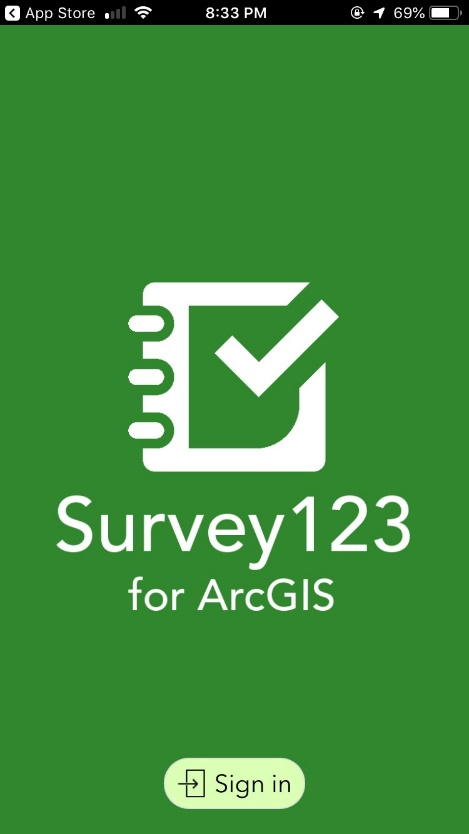 App Store 8:33 PM 69%
Survey123
for ArcGIS
Sign in